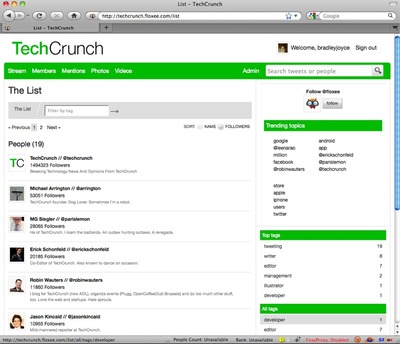 List – TechCrunch
http://techcrunch.floxee.com/list
Google
List – TechCrunch
TechCrunch
Welcome, bradleyjoyce Sign out
Stream Members Mentions Photos Videos
Admin
Search tweets or people
The List
The List
Filter by tag
« Previous 1 2 Next »
SORT NAME FOLLOWERS
People (19)
TechCrunch // @techcrunch
1494323 Followers
Breaking Technology News And Opinions From TechCrunch
Michael Arrington // @arrington
53051 Followers
TechCrunch founder, Dog Lover. Sometimes I'm a robot.
MG Siegler // @parislemon
28065 Followers
He of TechCrunch. I learn the badlands. An outlaw hunting outlaws. A renegade.
Erick Schonfeld // @erickschonfeld
20185 Followers
Co-Editor of TechCrunch. Also known to dance on occasion.
Robin Wauters // @robinwauters
11860 Followers
I blog for TechCrunch (now AOL), organize events (Plugg, OpenCoffeeClub Brussels) and do too much other stuff,
too. Love the web and startups. Hate sprouts.
Jason Kincaid // @jasonkincaid
10955 Followers
Mild-mannered reporter at TechCrunch.
Follow @floxee
follow
Trending topics
google
@leenarao
million
facebook
@robinwauters
android
app
@erickschonfeld
@parislemon
@techcrunch
store
apple
iphone
users
twitter
Top tags
tweeting 19
writer 8
editor 7
management 2
illustrator 1
developer 1
All tags
developer 1
editor 7
http://techcrunch.floxee.com/list/all/tags/developer
People Count: Unavailable
Rank: Unavailable
FoxyProxy: Disabled